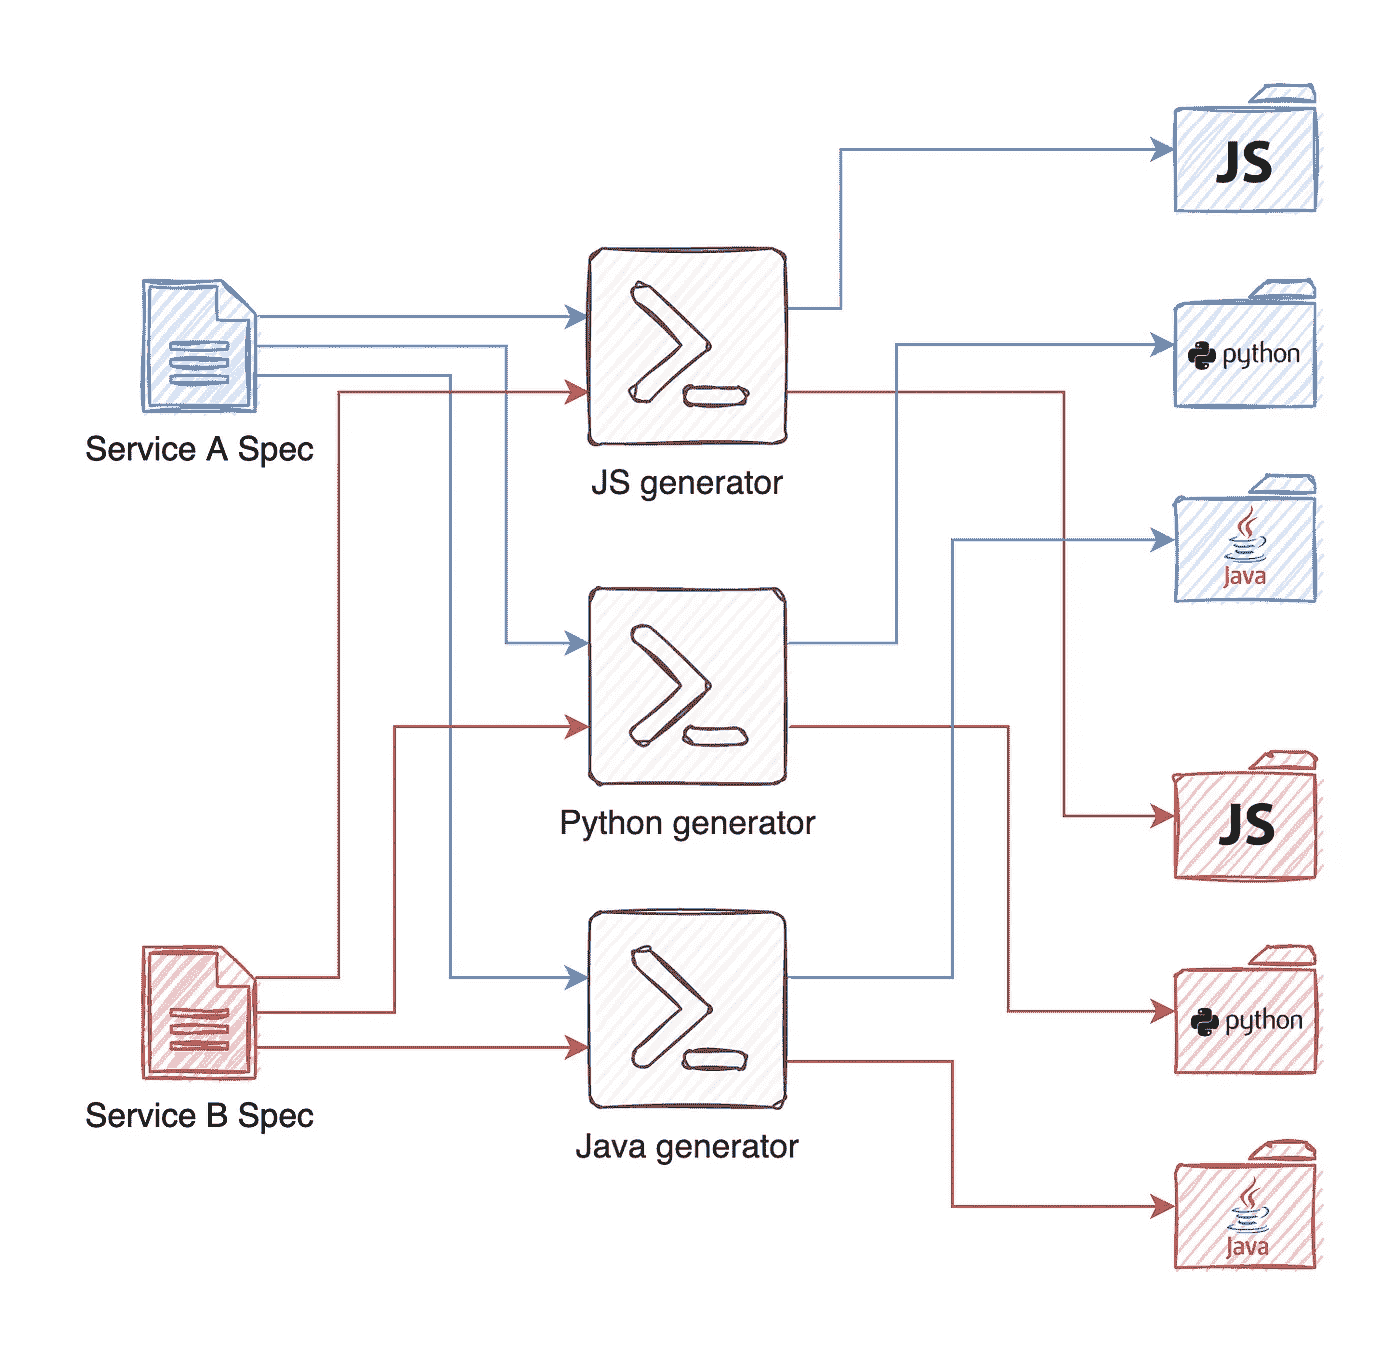 JS
python
Java
Service A Spec
JS generator
Python generator
JS
python
Service B Spec
Java generator
Java